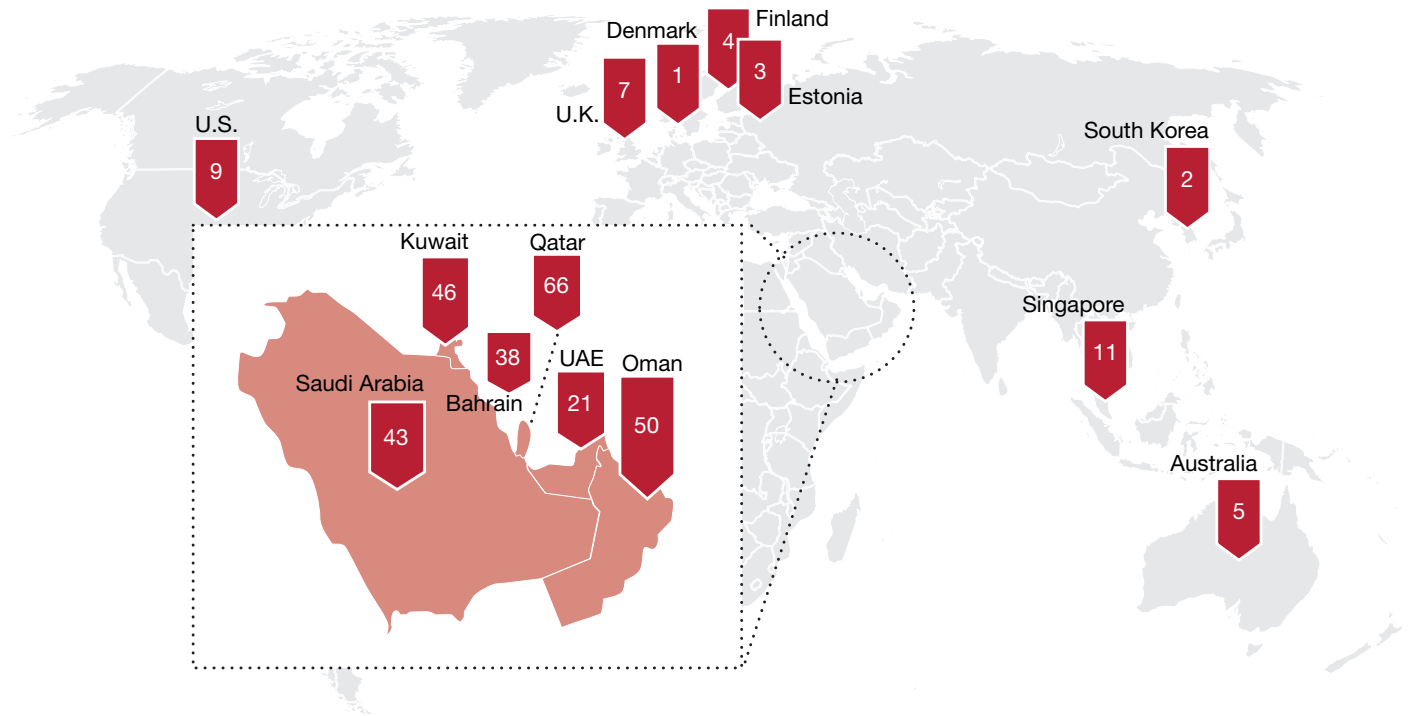 Finland
4
Denmark
1
3
Estonia
7
U.K.
U.S.
9
South Korea
2
Kuwait
46
Qatar
66
38
Bahrain
UAE
21
Oman
50
Saudi Arabia
43
Singapore
11
Australia
5